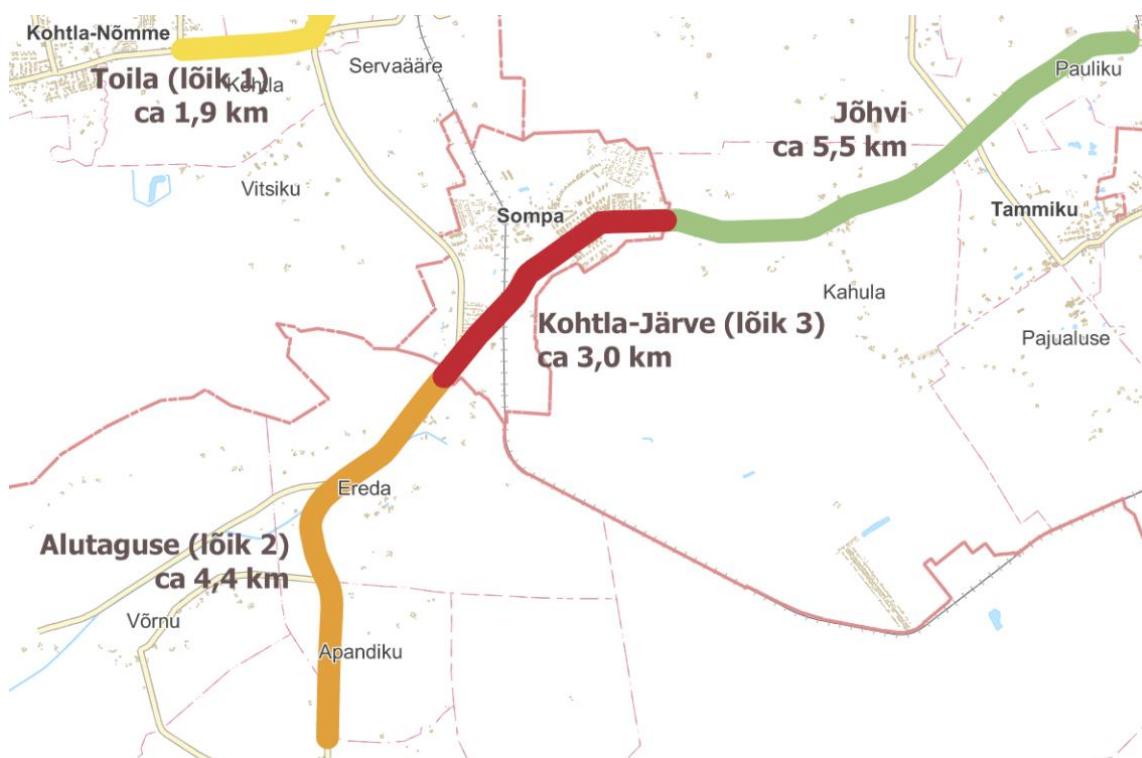 Kohtla-Nõmme
Toila (lõik 1)
ca 1,9 km
Kohtla
Servaääre
Pauliku
Jõhvi
ca 5,5 km
Vitsiku
Sompa
Tammiku
Kahula
Kohtla-Järve (lõik 3)
ca 3,0 km
Pajualuse
Ereda
Alutaguse (lõik 2)
ca 4,4 km
Võrnu
Apandiku